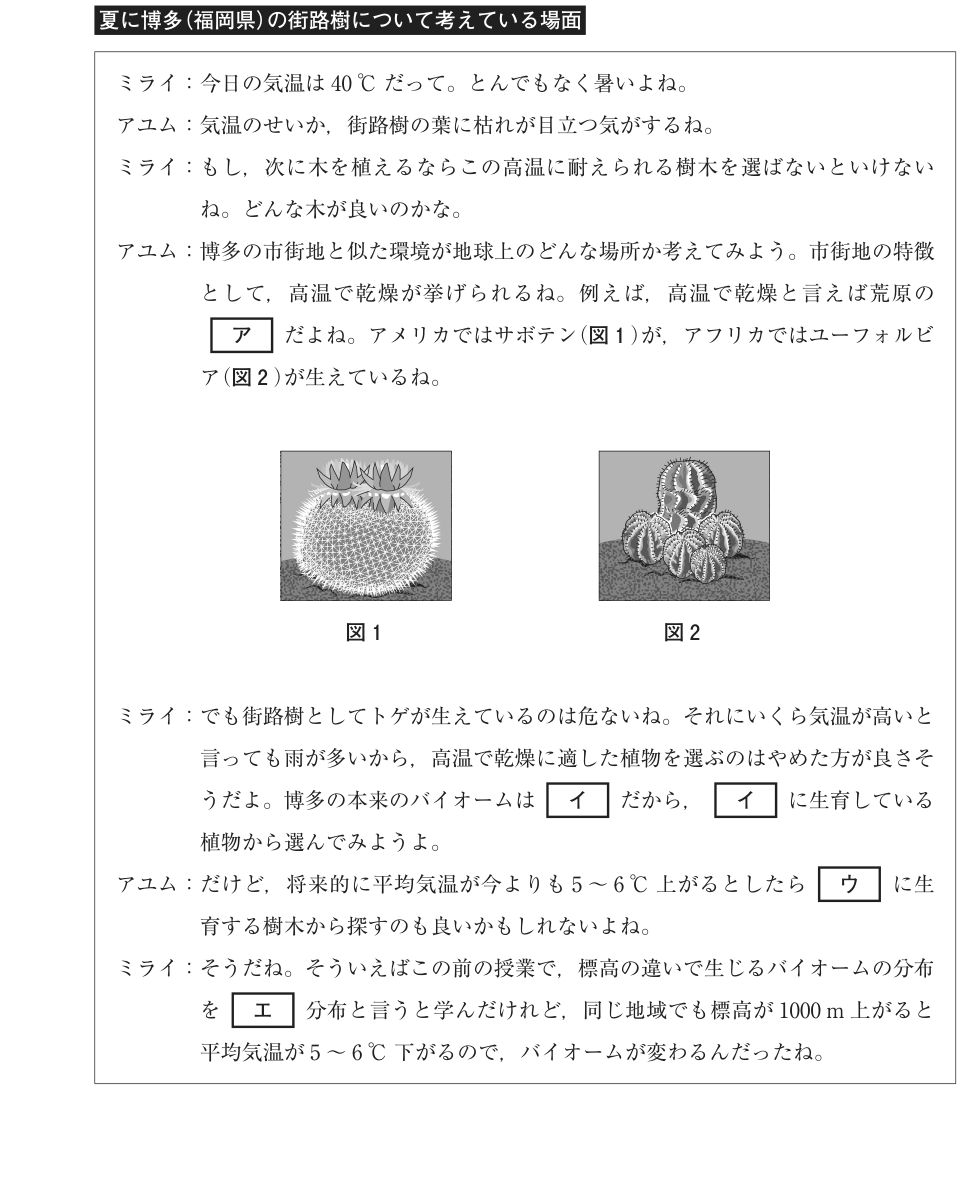 夏に博多(福岡県)の街路樹について考えている場面
ミライ：今日の気温は 40 ℃ だって。とんでもなく暑いよね。
アユム：気温のせいか，街路樹の葉に枯れが目立つ気がするね。
ミライ：もし，次に木を植えるならこの高温に耐えられる樹木を選ばないといけない
ね。どんな木が良いのかな。
アユム：博多の市街地と似た環境が地球上のどんな場所か考えてみよう。市街地の特徴
として，高温で乾燥が挙げられるね。例えば，高温で乾燥と言えば荒原の
ア だよね。アメリカではサボテン(図 1 )が，アフリカではユーフォルビ
ア(図 2 )が生えているね。
図 1 図 2
ミライ：でも街路樹としてトゲが生えているのは危ないね。それにいくら気温が高いと
言っても雨が多いから，高温で乾燥に適した植物を選ぶのはやめた方が良さそ
うだよ。博多の本来のバイオームは イ だから， イ に生育している
植物から選んでみようよ。
アユム：だけど，将来的に平均気温が今よりも 5 ～ 6 ℃ 上がるとしたら ウ に生
育する樹木から探すのも良いかもしれないよね。
ミライ：そうだね。そういえばこの前の授業で，標高の違いで生じるバイオームの分布
を エ 分布と言うと学んだけれど，同じ地域でも標高が 1000 m 上がると
平均気温が 5 ～ 6 ℃ 下がるので，バイオームが変わるんだったね。